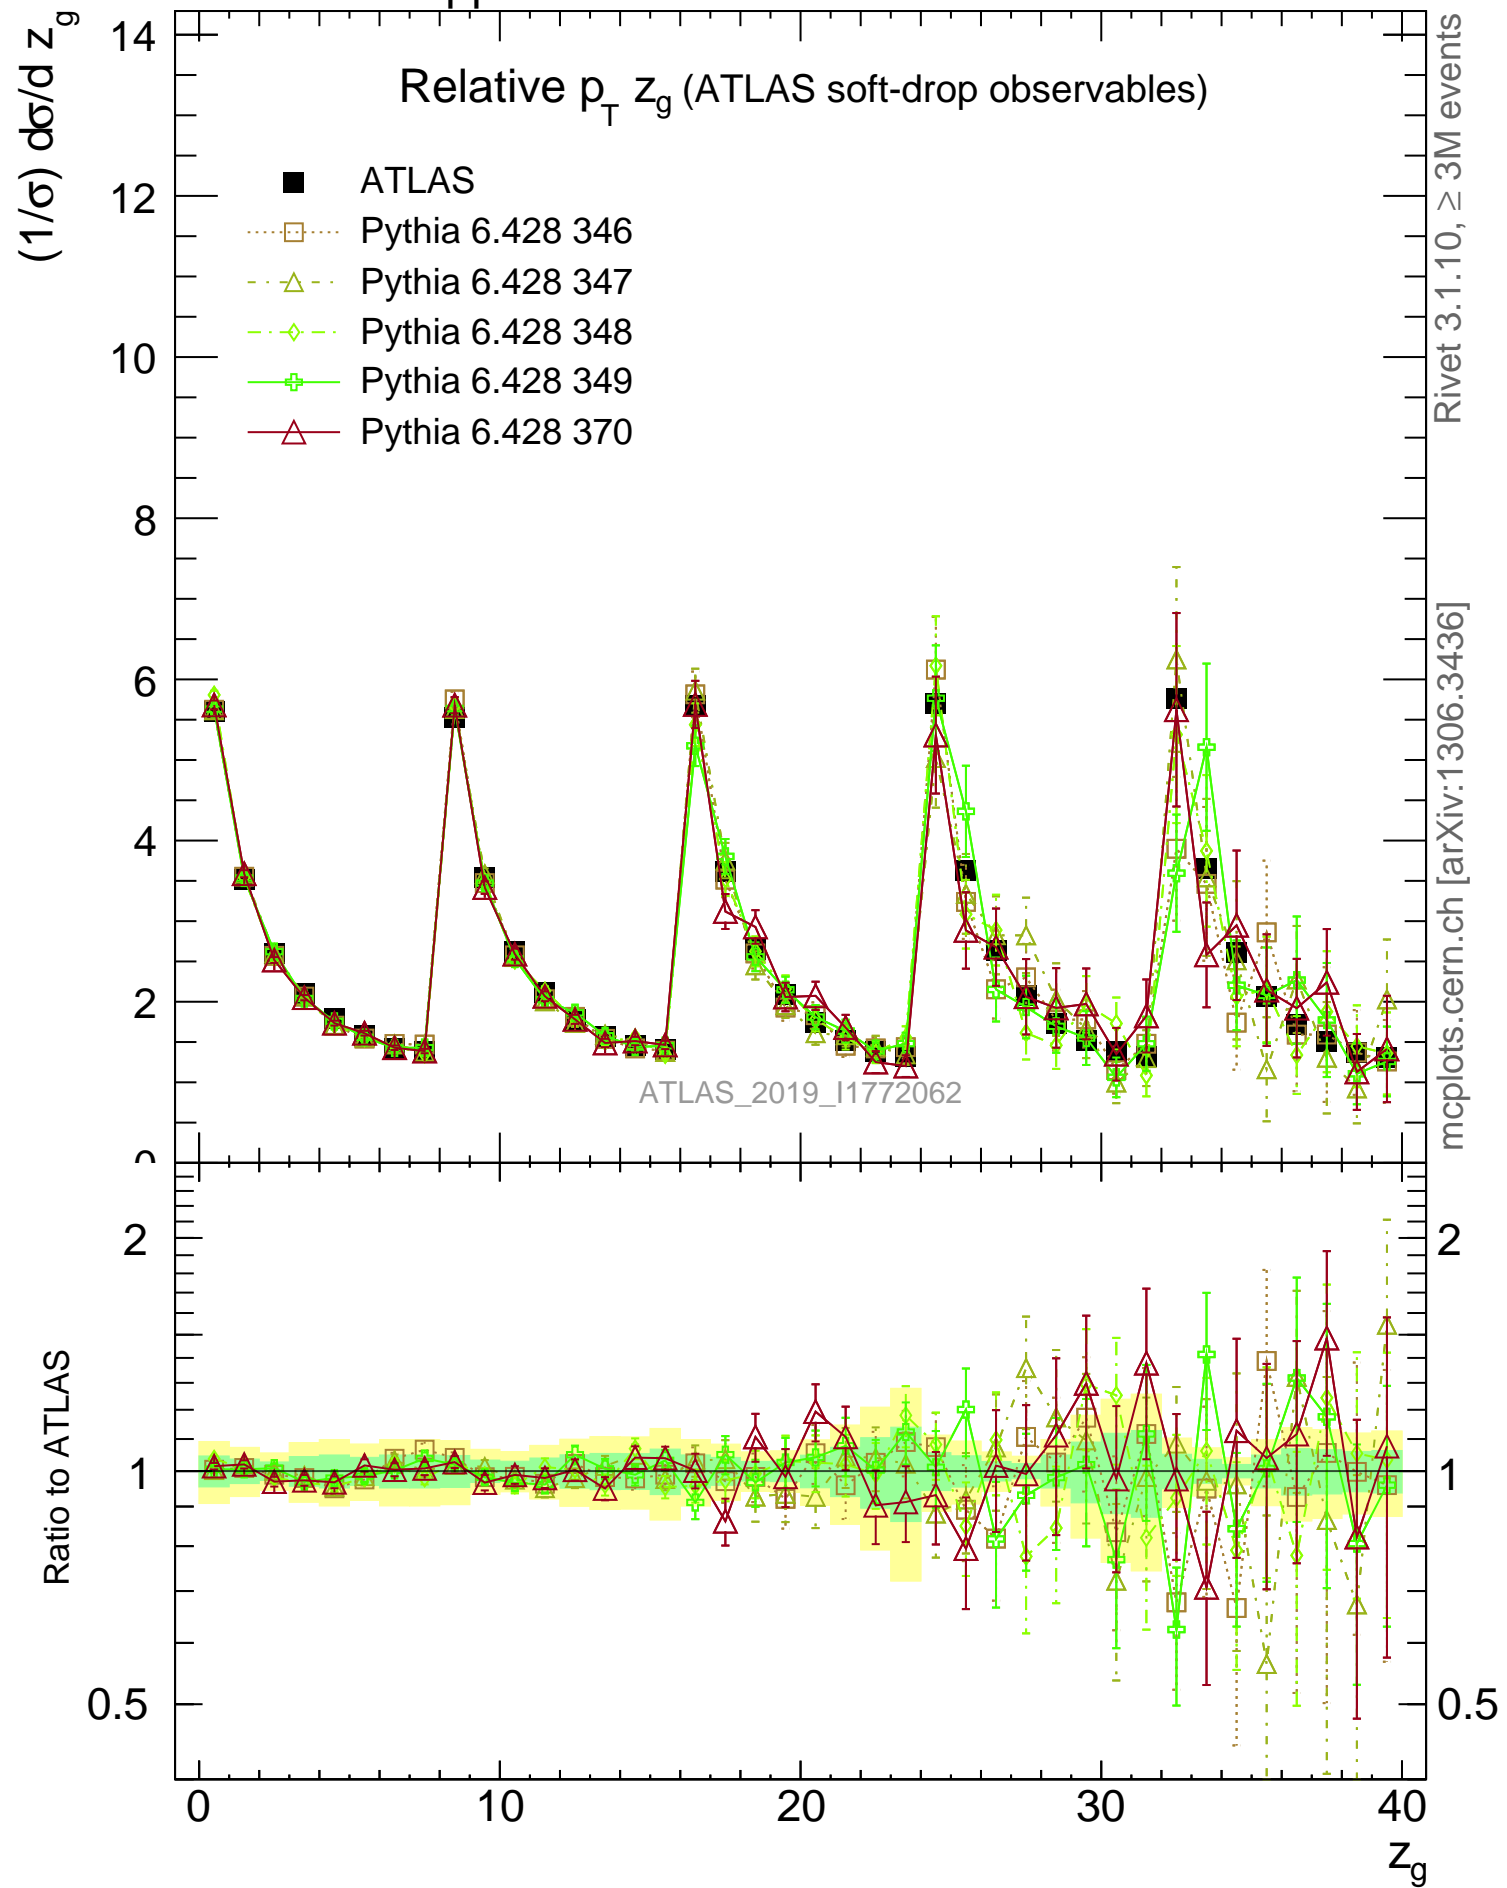 (1/σ) dσ/d z_g
Relative p_T z_g (ATLAS soft-drop observables)
ATLAS
Pythia 6.428 346
Pythia 6.428 347
Pythia 6.428 348
Pythia 6.428 349
Pythia 6.428 370
14
12
10
8
6
4
2
0
ATLAS_2019_I1772062
Rivet 3.1.10, ≥ 3M events
mcplots.cern.ch [arXiv:1306.3436]
Ratio to ATLAS
2
1
0.5
2
1
0.5
0 10 20 30 40
z_g